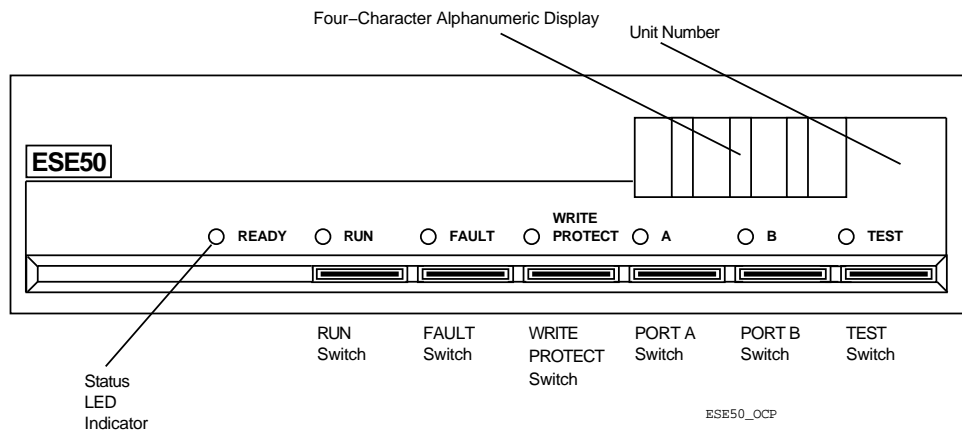 Four−Character Alphanumeric Display
Unit Number
ESE50
READY
RUN
FAULT
WRITE
PROTECT
A
B
TEST
RUN
Switch
FAULT
Switch
WRITE
PROTECT
Switch
PORT A
Switch
PORT B
Switch
TEST
Switch
Status
LED
Indicator
ESE50_OCP